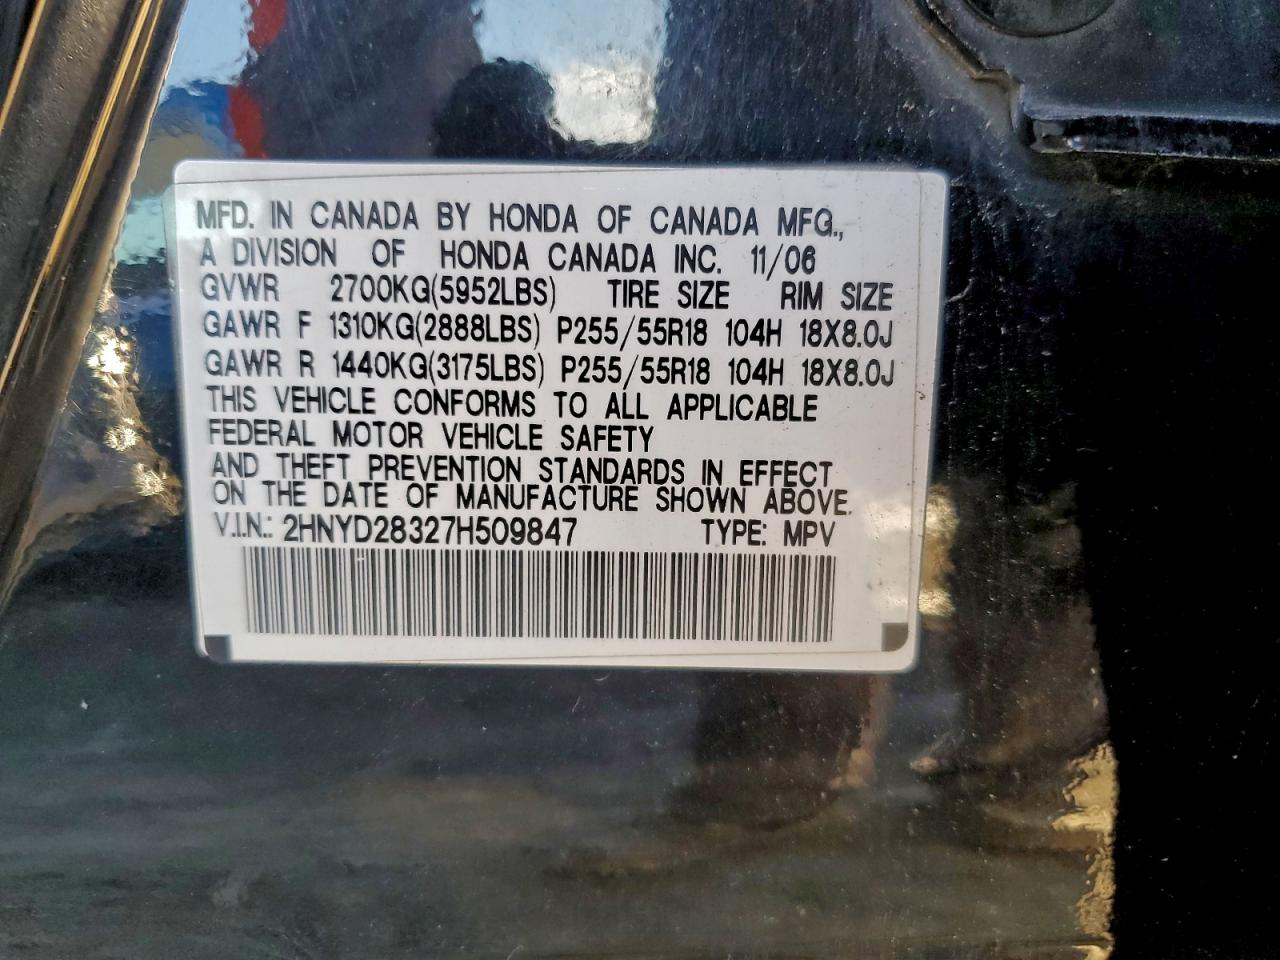 MFD. IN CANADA BY HONDA OF CANADA MFG.,
A DIVISION OF HONDA CANADA INC. 11/06
GVWR 2700KG(5952LBS) TIRE SIZE RIM SIZE
GAWR F 1310KG(2888LBS) P255/55R18 104H 18X8.0J
GAWR R 1440KG(3175LBS) P255/55R18 104H 18X8.0J
THIS VEHICLE CONFORMS TO ALL APPLICABLE
FEDERAL MOTOR VEHICLE SAFETY
AND THEFT PREVENTION STANDARDS IN EFFECT
ON THE DATE OF MANUFACTURE SHOWN ABOVE.
V.I.N.: 2HNYD28327H509847 TYPE: MPV